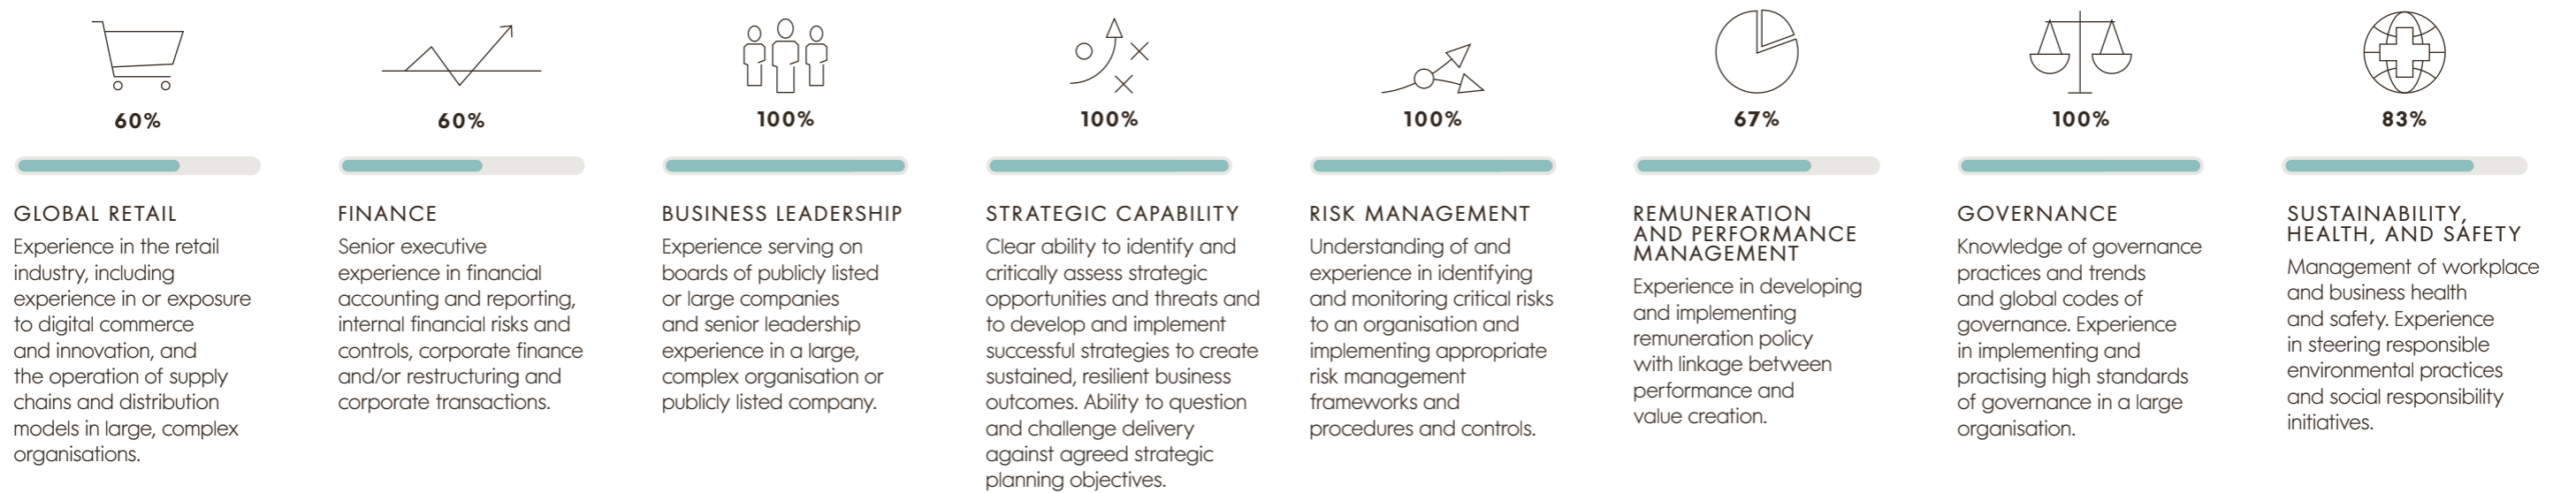 60%
GLOBAL RETAIL
Experience in the retail
industry, including
experience in or exposure
to digital commerce
and innovation, and
the operation of supply
chains and distribution
models in large, complex
organisations.
60%
FINANCE
Senior executive
experience in financial
accounting and reporting,
internal financial risks and
controls, corporate finance
and/or restructuring and
corporate transactions.
100%
BUSINESS LEADERSHIP
Experience serving on
boards of publicly listed
or large companies
and senior leadership
experience in a large,
complex organisation or
publicly listed company.
100%
STRATEGIC CAPABILITY
Clear ability to identify and
critically assess strategic
opportunities and threats and
to develop and implement
successful strategies to create
sustained, resilient business
outcomes. Ability to question
and challenge delivery
against agreed strategic
planning objectives.
100%
RISK MANAGEMENT
Understanding of and
experience in identifying
and monitoring critical risks
to an organisation and
implementing appropriate
risk management
frameworks and
procedures and controls.
67%
REMUNERATION
AND PERFORMANCE
MANAGEMENT
Experience in developing
and implementing
remuneration policy
with linkage between
performance and
value creation.
100%
GOVERNANCE
Knowledge of governance
practices and trends
and global codes of
governance. Experience
in implementing and
practising high standards
of governance in a large
organisation.
83%
SUSTAINABILITY,
HEALTH, AND SAFETY
Management of workplace
and business health
and safety. Experience
in steering responsible
environmental practices
and social responsibility
initiatives.